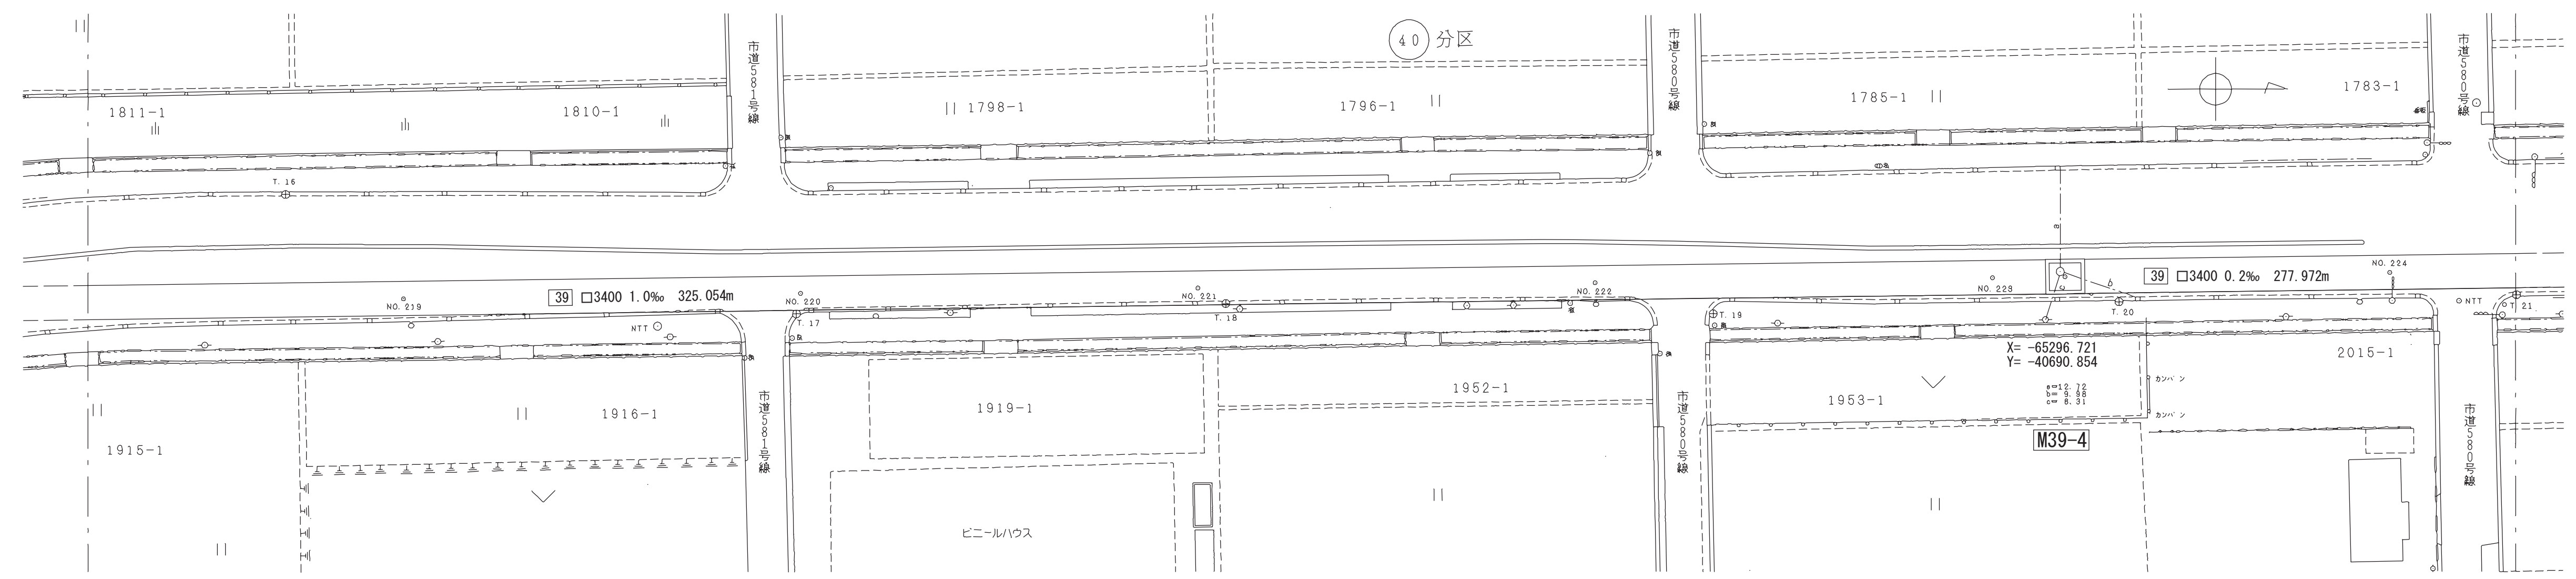 40 分区
市道581号線
市道580号線
市道580号線
1811-1
1810-1
1798-1
1796-1
1785-1
1783-1
T. 16
NO. 219
39 □3400 1.0‰ 325.054m
NO. 220
NO. 221
NO. 222
NO. 223
39 □3400 0.2‰ 277.972m
NO. 224
NTT
T. 17
T. 18
T. 19
T. 20
NTT
T. 21
a
b
c
X= -65296.721
Y= -40690.854
a=12.72
b= 9.98
c= 8.31
M39-4
カンバン
カンバン
1915-1
1916-1
市道581号線
1919-1
1952-1
市道580号線
1953-1
2015-1
市道580号線
ビニールハウス